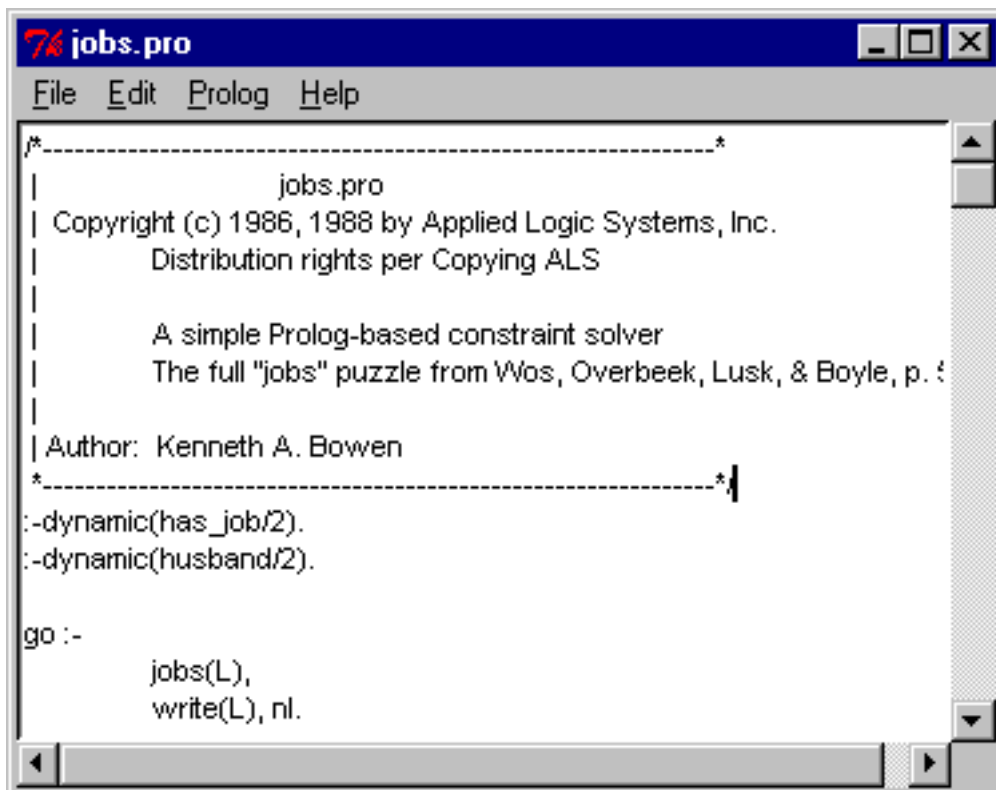 jobs.pro
File Edit Prolog Help
/*---------------------------------------------------------------*
| jobs.pro
| Copyright (c) 1986, 1988 by Applied Logic Systems, Inc.
| Distribution rights per Copying ALS
|
| A simple Prolog-based constraint solver
| The full "jobs" puzzle from Wos, Overbeek, Lusk, & Boyle, p.
|
| Author: Kenneth A. Bowen
*---------------------------------------------------------------*/
:-dynamic(has_job/2).
:-dynamic(husband/2).
go :-
jobs(L),
write(L), nl.